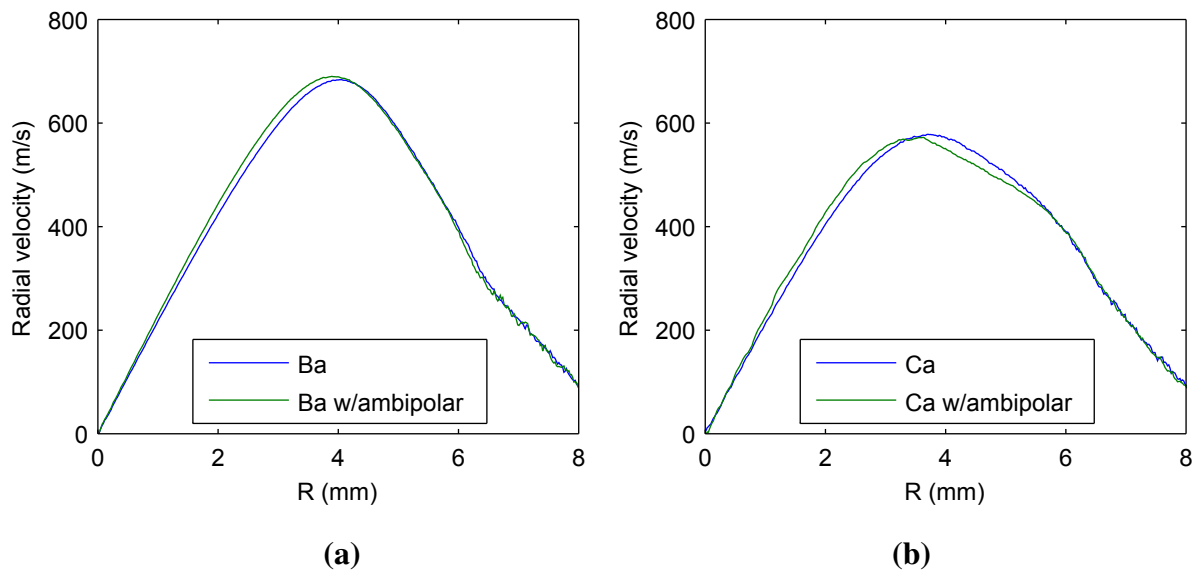 800
600
400
200
0
Radial velocity (m/s)
Ba
Ba w/ambipolar
0 2 4 6 8
R (mm)
(a)
800
600
400
200
0
Radial velocity (m/s)
Ca
Ca w/ambipolar
0 2 4 6 8
R (mm)
(b)